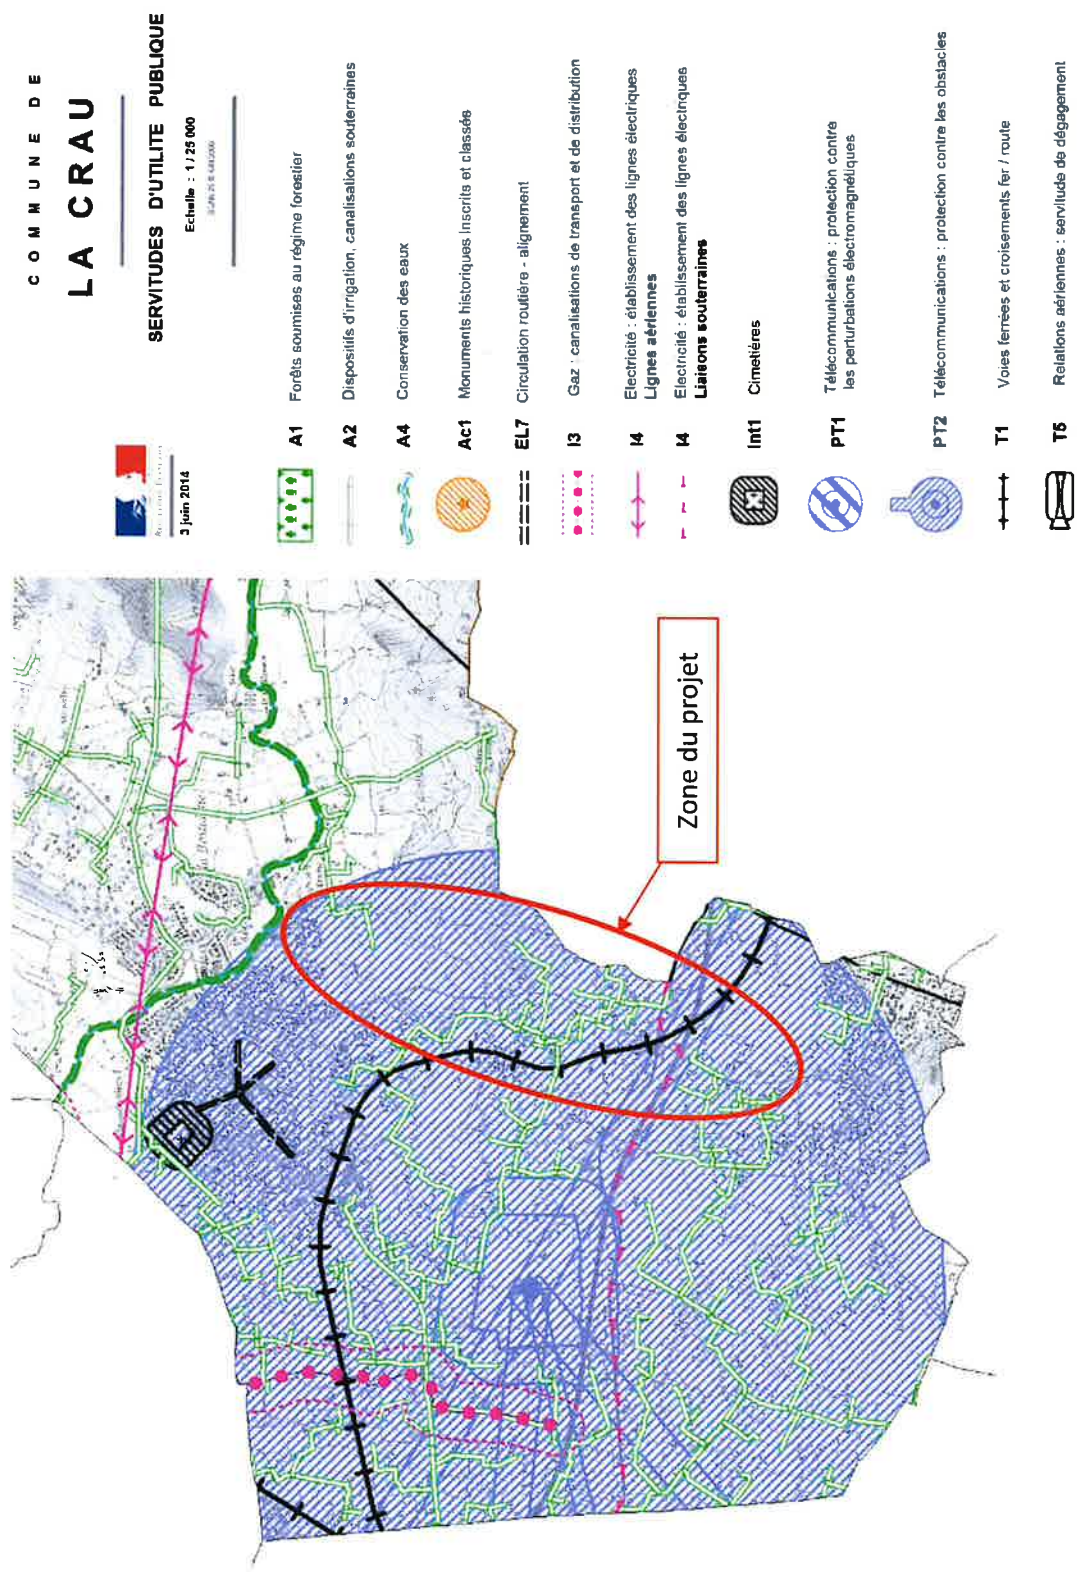 COMMUNE DE
LA CRAU
SERVITUDES D'UTILITE PUBLIQUE
Echelle : 1 / 25 000
3 juin 2014
A1 Forêts soumises au régime forestier
A2 Dispositifs d'irrigation, canalisations souterraines
A4 Conservation des eaux
Ac1 Monuments historiques Inscrits et classés
EL7 Circulation routière - alignement
I3 Gaz : canalisations de transport et de distribution
I4 Electricité : établissement des lignes électriques
Lignes aériennes
I4 Electricité : établissement des lignes électriques
Liaisons souterraines
Int1 Cimetières
PT1 Télécommunications : protection contre
les perturbations électromagnétiques
PT2 Télécommunications : protection contre les obstacles
T1 Voies ferrées et croisements fer / route
T5 Relations aériennes : servitude de dégagement
Zone du projet